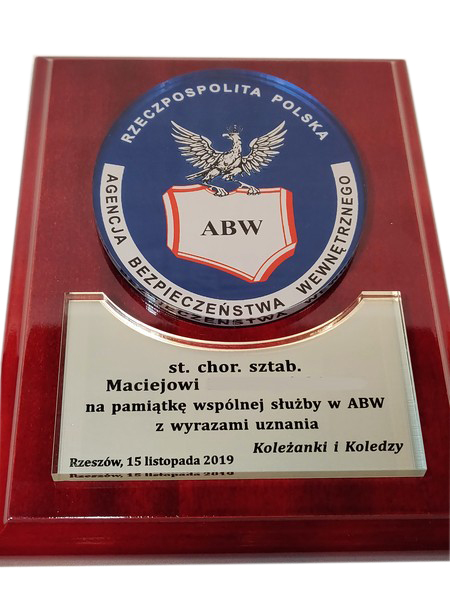 RZECZPOSPOLITA POLSKA
ABW
AGENCJA BEZPIECZEŃSTWA WEWNĘTRZNEGO
st. chor. sztab.
Maciejowi
na pamiątkę wspólnej służby w ABW
z wyrazami uznania
Koleżanki i Koledzy
Rzeszów, 15 listopada 2019